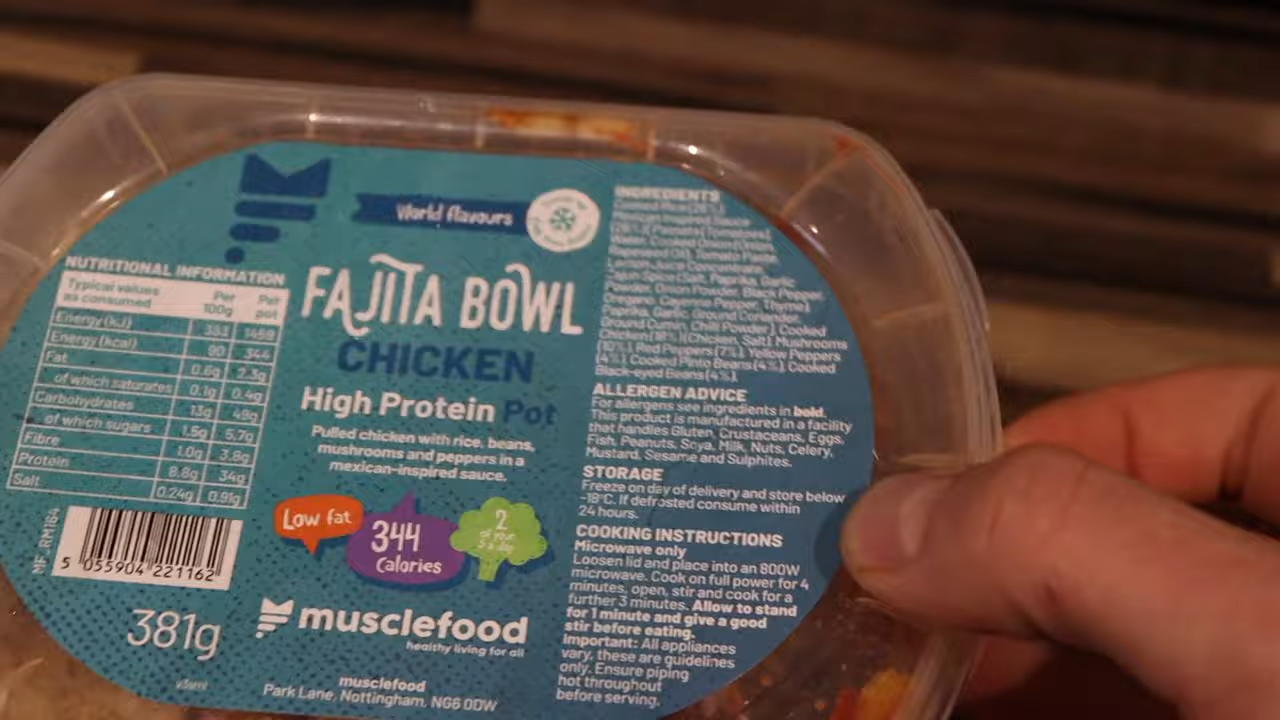 World flavours
FAJITA BOWL
CHICKEN
High Protein Pot
Pulled chicken with rice, beans,
mushrooms and peppers in a
mexican-inspired sauce.
Low fat
344
Calories
2
of your
5 a day
musclefood
healthy living for all
musclefood
Park Lane, Nottingham, NG6 0DW
NUTRITIONAL INFORMATION
Typical values as consumed Per 100g Per pot
Energy (kJ) 383 1459
Energy (kcal) 90 344
Fat 0.6g 2.3g
of which saturates 0.1g 0.4g
Carbohydrates 13g 49g
of which sugars 1.5g 5.7g
Fibre 1.0g 3.8g
Protein 8.8g 34g
Salt 0.24g 0.91g
MF_RM164
5 055904 221162
381g
INGREDIENTS
Water, Cooked Onion (Onion,
Rapeseed Oil), Tomato Paste,
Lemon Juice Concentrate,
Cajun Spice (Salt, Paprika, Garlic
Powder, Onion Powder, Black Pepper,
Oregano, Cayenne Pepper, Thyme),
Paprika, Garlic, Ground Coriander,
Ground Cumin, Chilli Powder), Cooked
Chicken (18%) (Chicken, Salt), Mushrooms
(10%), Red Peppers (7%), Yellow Peppers
(4%), Cooked Pinto Beans (4%), Cooked
Black-eyed Beans (4%).
ALLERGEN ADVICE
For allergens see ingredients in bold.
This product is manufactured in a facility
that handles Gluten, Crustaceans, Eggs,
Fish, Peanuts, Soya, Milk, Nuts, Celery,
Mustard, Sesame and Sulphites.
STORAGE
Freeze on day of delivery and store below
-18°C. If defrosted consume within
24 hours.
COOKING INSTRUCTIONS
Microwave only
Loosen lid and place into an 800W
microwave. Cook on full power for 4
minutes, open, stir and cook for a
further 3 minutes. Allow to stand
for 1 minute and give a good
stir before eating.
Important: All appliances
vary, these are guidelines
only. Ensure piping
hot throughout
before serving.